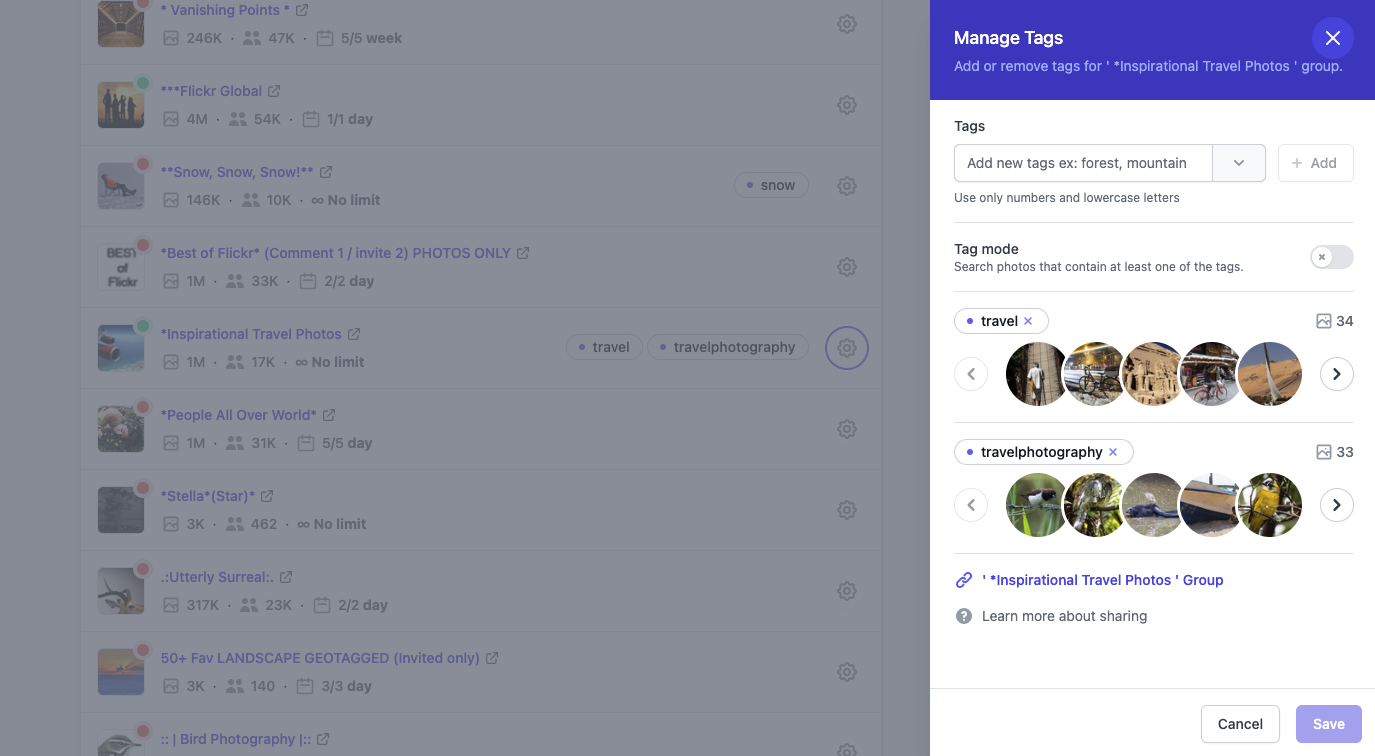 * Vanishing Points *
246K · 47K · 5/5 week
***Flickr Global
4M · 54K · 1/1 day
**Snow, Snow, Snow!**
146K · 10K · ∞ No limit
snow
BEST
of
Flickr
*Best of Flickr* (Comment 1 / invite 2) PHOTOS ONLY
1M · 33K · 2/2 day
*Inspirational Travel Photos
1M · 17K · ∞ No limit
travel
travelphotography
*People All Over World*
1M · 31K · 5/5 day
*Stella*(Star)*
3K · 462 · ∞ No limit
.:Utterly Surreal:.
317K · 23K · 2/2 day
50+ Fav LANDSCAPE GEOTAGGED (Invited only)
3K · 140 · 3/3 day
:: | Bird Photography |::
Manage Tags
Add or remove tags for ' *Inspirational Travel Photos ' group.
Tags
Add new tags ex: forest, mountain
+ Add
Use only numbers and lowercase letters
Tag mode
Search photos that contain at least one of the tags.
travel ×
34
travelphotography ×
33
' *Inspirational Travel Photos ' Group
? Learn more about sharing
Cancel
Save